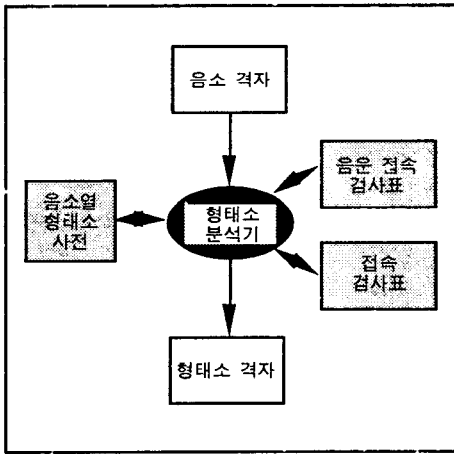 음소 격자
음운 접속
검사표
음소열
형태소
사전
형태소
분석기
접속
검사표
형태소 격자